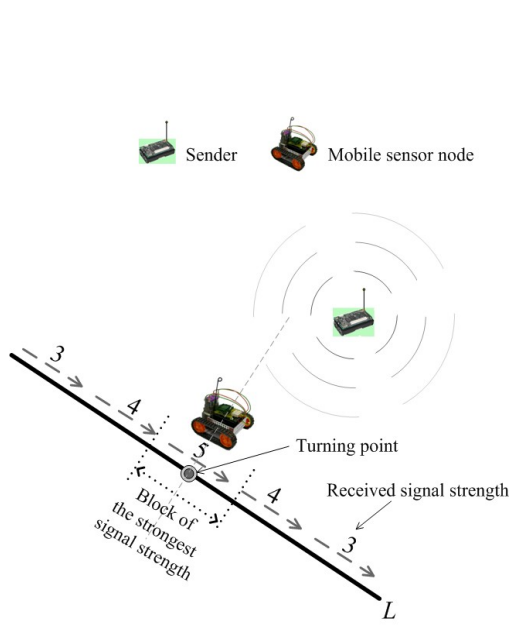 Sender
Mobile sensor node
3
4
5
Turning point
4
Received signal strength
3
Block of
the strongest
signal strength
L